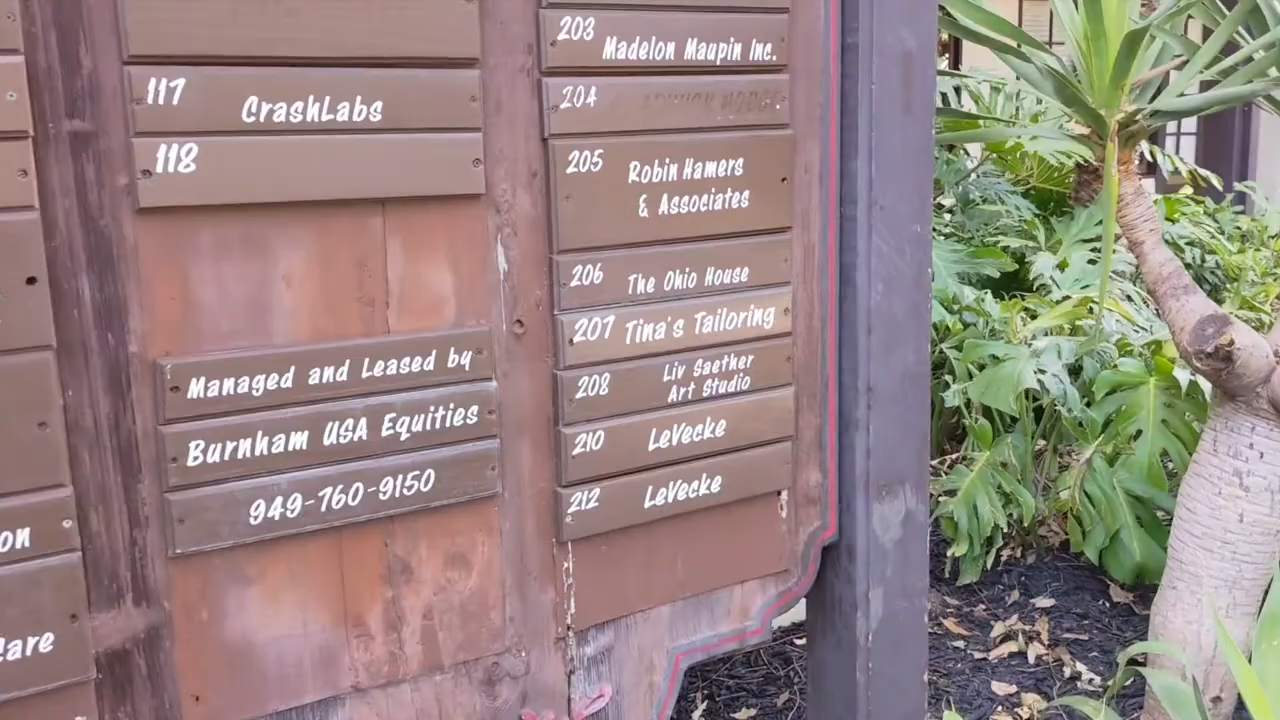 on
Care
117 CrashLabs
118
Managed and Leased by
Burnham USA Equities
949-760-9150
203 Madelon Maupin Inc.
204
205 Robin Hamers
& Associates
206 The Ohio House
207 Tina's Tailoring
208 Liv Saether
Art Studio
210 LeVecke
212 LeVecke